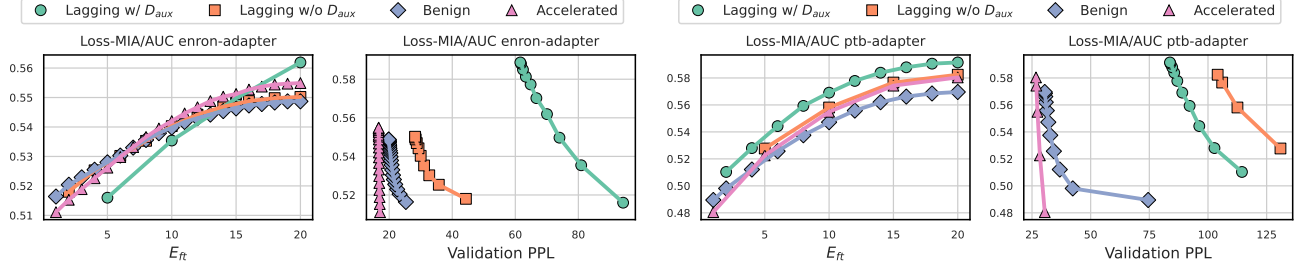 Lagging w/ D_aux Lagging w/o D_aux Benign Accelerated
Loss-MIA/AUC enron-adapter
0.56
0.55
0.54
0.53
0.52
0.51
5 10 15 20
E_ft
Loss-MIA/AUC enron-adapter
0.58
0.56
0.54
0.52
20 40 60 80
Validation PPL
Lagging w/ D_aux Lagging w/o D_aux Benign Accelerated
Loss-MIA/AUC ptb-adapter
0.58
0.56
0.54
0.52
0.50
0.48
5 10 15 20
E_ft
Loss-MIA/AUC ptb-adapter
0.58
0.56
0.54
0.52
0.50
0.48
25 50 75 100 125
Validation PPL